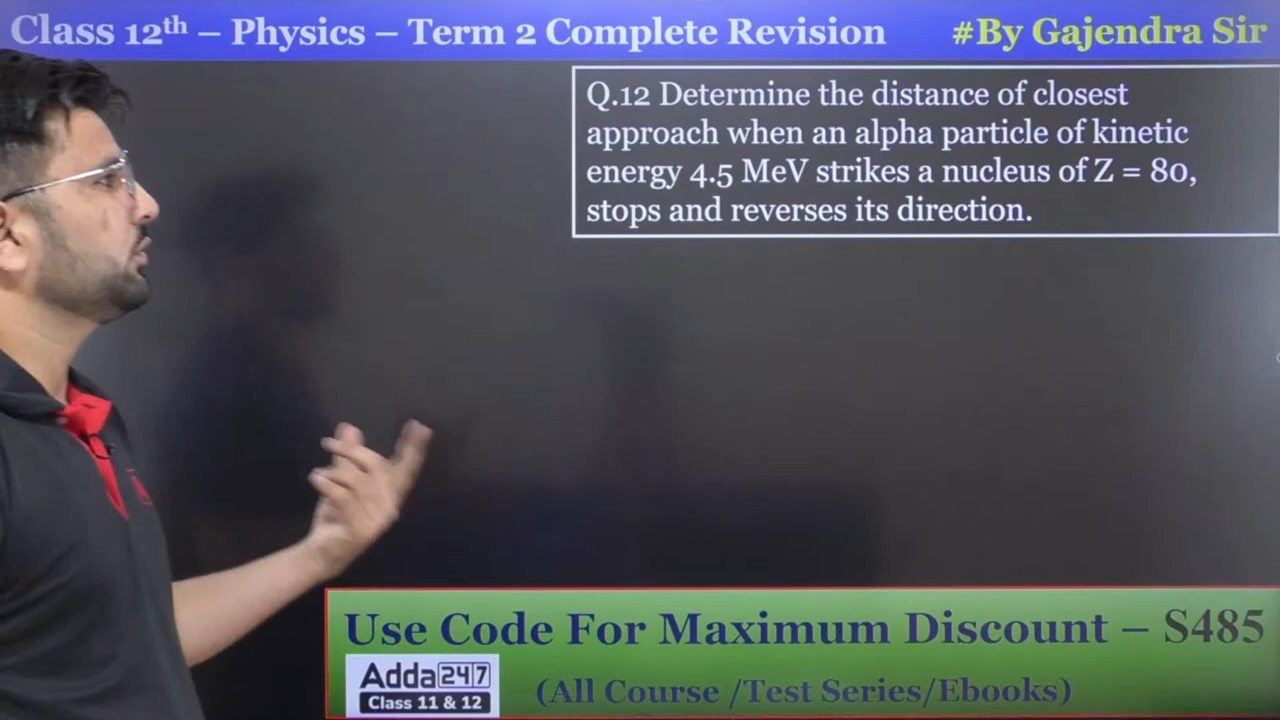 Class 12th – Physics – Term 2 Complete Revision #By Gajendra Sir
Q.12 Determine the distance of closest
approach when an alpha particle of kinetic
energy 4.5 MeV strikes a nucleus of Z = 80,
stops and reverses its direction.
Use Code For Maximum Discount – S485
Adda247
Class 11 & 12
(All Course /Test Series/Ebooks)